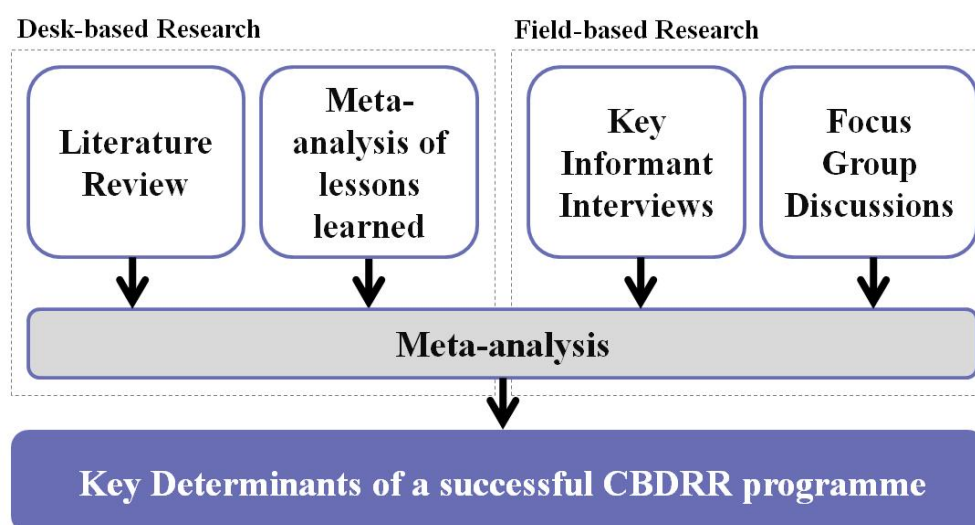 Desk-based Research
Field-based Research
Literature
Review
Meta-
analysis of
lessons
learned
Key
Informant
Interviews
Focus
Group
Discussions
Meta-analysis
Key Determinants of a successful CBDRR programme